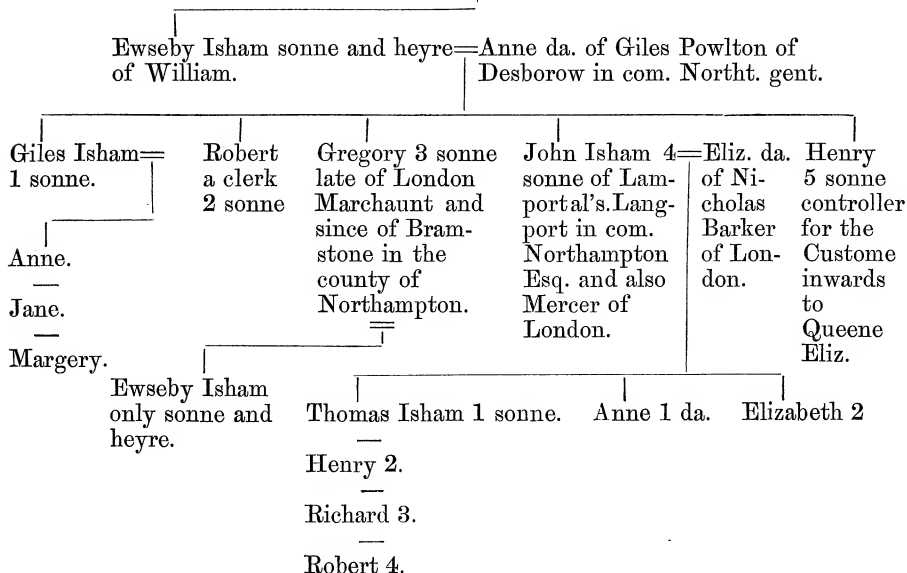 Ewseby Isham sonne and heyre=Anne da. of Giles Powlton of
of William.
Desborow in com. Northt. gent.
Giles Isham=
1 sonne.
Robert
a clerk
2 sonne
Gregory 3 sonne
late of London
Marchaunt and
since of Bram-
stone in the
county of
Northampton.
=
John Isham 4=Eliz. da.
sonne of Lam-
portal's.Lang-
port in com.
Northampton
Esq. and also
Mercer of
London.
of Ni-
cholas
Barker
of Lon-
don.
Henry
5 sonne
controller
for the
Custome
inwards
to
Queene
Eliz.
Anne.
Jane.
Margery.
Ewseby Isham
only sonne and
heyre.
Thomas Isham 1 sonne.
Henry 2.
Richard 3.
Robert 4.
Anne 1 da.
Elizabeth 2